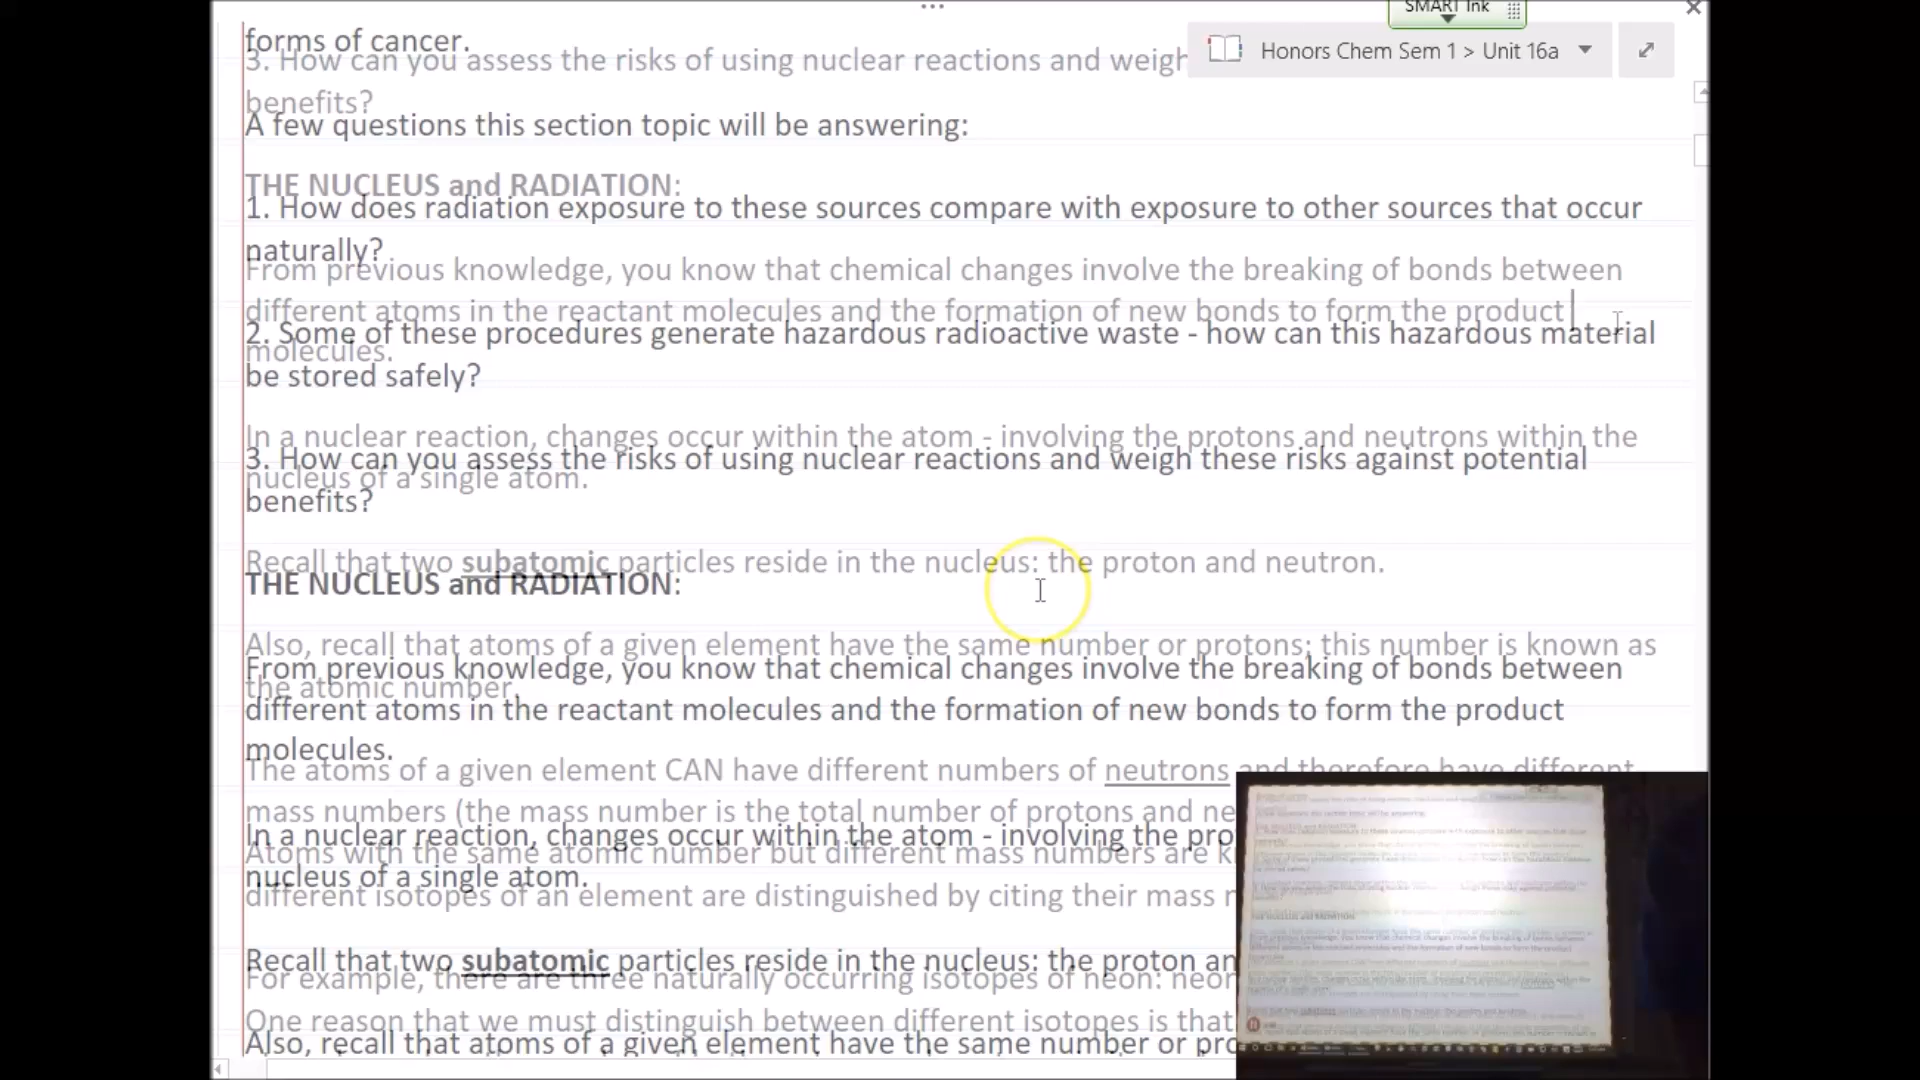 SMART Ink
Honors Chem Sem 1 > Unit 16a
forms of cancer.
3. How can you assess the risks of using nuclear reactions and weigh
benefits?
A few questions this section topic will be answering:
THE NUCLEUS and RADIATION:
1. How does radiation exposure to these sources compare with exposure to other sources that occur
naturally?
From previous knowledge, you know that chemical changes involve the breaking of bonds between
different atoms in the reactant molecules and the formation of new bonds to form the product
2. Some of these procedures generate hazardous radioactive waste - how can this hazardous material
molecules.
be stored safely?
In a nuclear reaction, changes occur within the atom - involving the protons and neutrons within the
3. How can you assess the risks of using nuclear reactions and weigh these risks against potential
nucleus of a single atom.
benefits?
Recall that two subatomic particles reside in the nucleus: the proton and neutron.
THE NUCLEUS and RADIATION:
Also, recall that atoms of a given element have the same number or protons; this number is known as
From previous knowledge, you know that chemical changes involve the breaking of bonds between
the atomic number.
different atoms in the reactant molecules and the formation of new bonds to form the product
molecules.
The atoms of a given element CAN have different numbers of neutrons and therefore have different
mass numbers (the mass number is the total number of protons and ne
In a nuclear reaction, changes occur within the atom - involving the pro
Atoms with the same atomic number but different mass numbers are k
nucleus of a single atom.
different isotopes of an element are distinguished by citing their mass
Recall that two subatomic particles reside in the nucleus: the proton an
For example, there are three naturally occurring isotopes of neon: neo
One reason that we must distinguish between different isotopes is that
Also, recall that atoms of a given element have the same number or pro